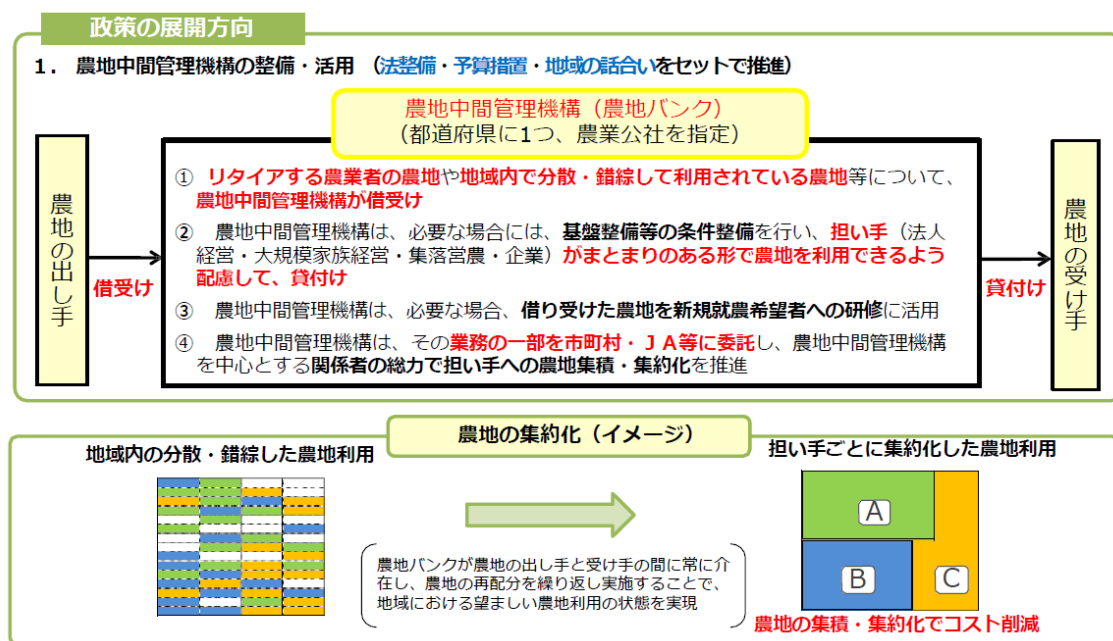 政策の展開方向
１． 農地中間管理機構の整備・活用 （法整備・予算措置・地域の話合いをセットで推進）
農地中間管理機構（農地バンク）
（都道府県に1つ、農業公社を指定）
農地の出し手
借受け
① リタイアする農業者の農地や地域内で分散・錯綜して利用されている農地等について、
農地中間管理機構が借受け
② 農地中間管理機構は、必要な場合には、基盤整備等の条件整備を行い、担い手（法人
経営・大規模家族経営・集落営農・企業）がまとまりのある形で農地を利用できるよう
配慮して、貸付け
③ 農地中間管理機構は、必要な場合、借り受けた農地を新規就農希望者への研修に活用
④ 農地中間管理機構は、その業務の一部を市町村・ＪＡ等に委託し、農地中間管理機構
を中心とする関係者の総力で担い手への農地集積・集約化を推進
貸付け
農地の受け手
農地の集約化（イメージ）
地域内の分散・錯綜した農地利用
担い手ごとに集約化した農地利用
A
B
C
農地バンクが農地の出し手と受け手の間に常に介
在し、農地の再配分を繰り返し実施することで、
地域における望ましい農地利用の状態を実現
農地の集積・集約化でコスト削減